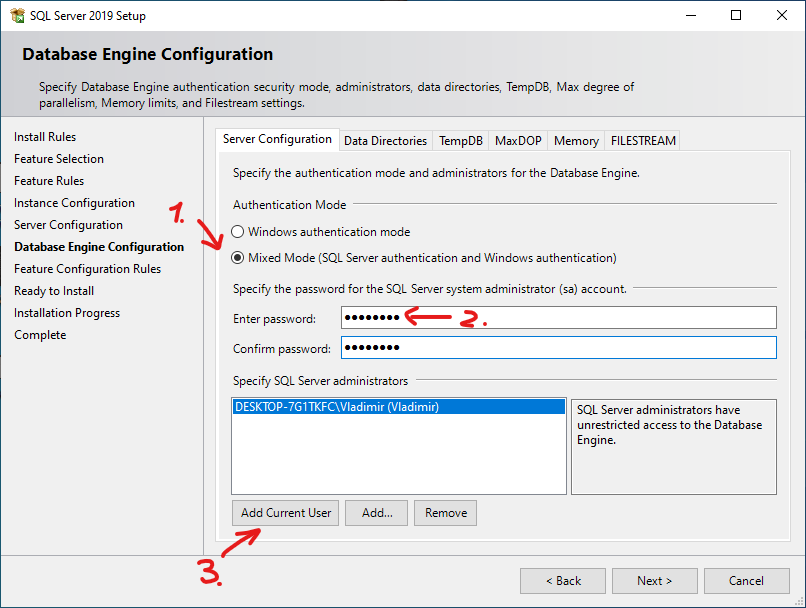 SQL Server 2019 Setup
Database Engine Configuration
Specify Database Engine authentication security mode, administrators, data directories, TempDB, Max degree of
parallelism, Memory limits, and Filestream settings.
Install Rules
Feature Selection
Feature Rules
Instance Configuration
Server Configuration
Database Engine Configuration
Feature Configuration Rules
Ready to Install
Installation Progress
Complete
Server Configuration Data Directories TempDB MaxDOP Memory FILESTREAM
Specify the authentication mode and administrators for the Database Engine.
Authentication Mode
1.
Windows authentication mode
Mixed Mode (SQL Server authentication and Windows authentication)
Specify the password for the SQL Server system administrator (sa) account.
Enter password: ●●●●●●●● 2.
Confirm password: ●●●●●●●●
Specify SQL Server administrators
DESKTOP-7G1TKFC\Vladimir (Vladimir)
SQL Server administrators have
unrestricted access to the Database
Engine.
Add Current User Add... Remove
3.
< Back Next > Cancel